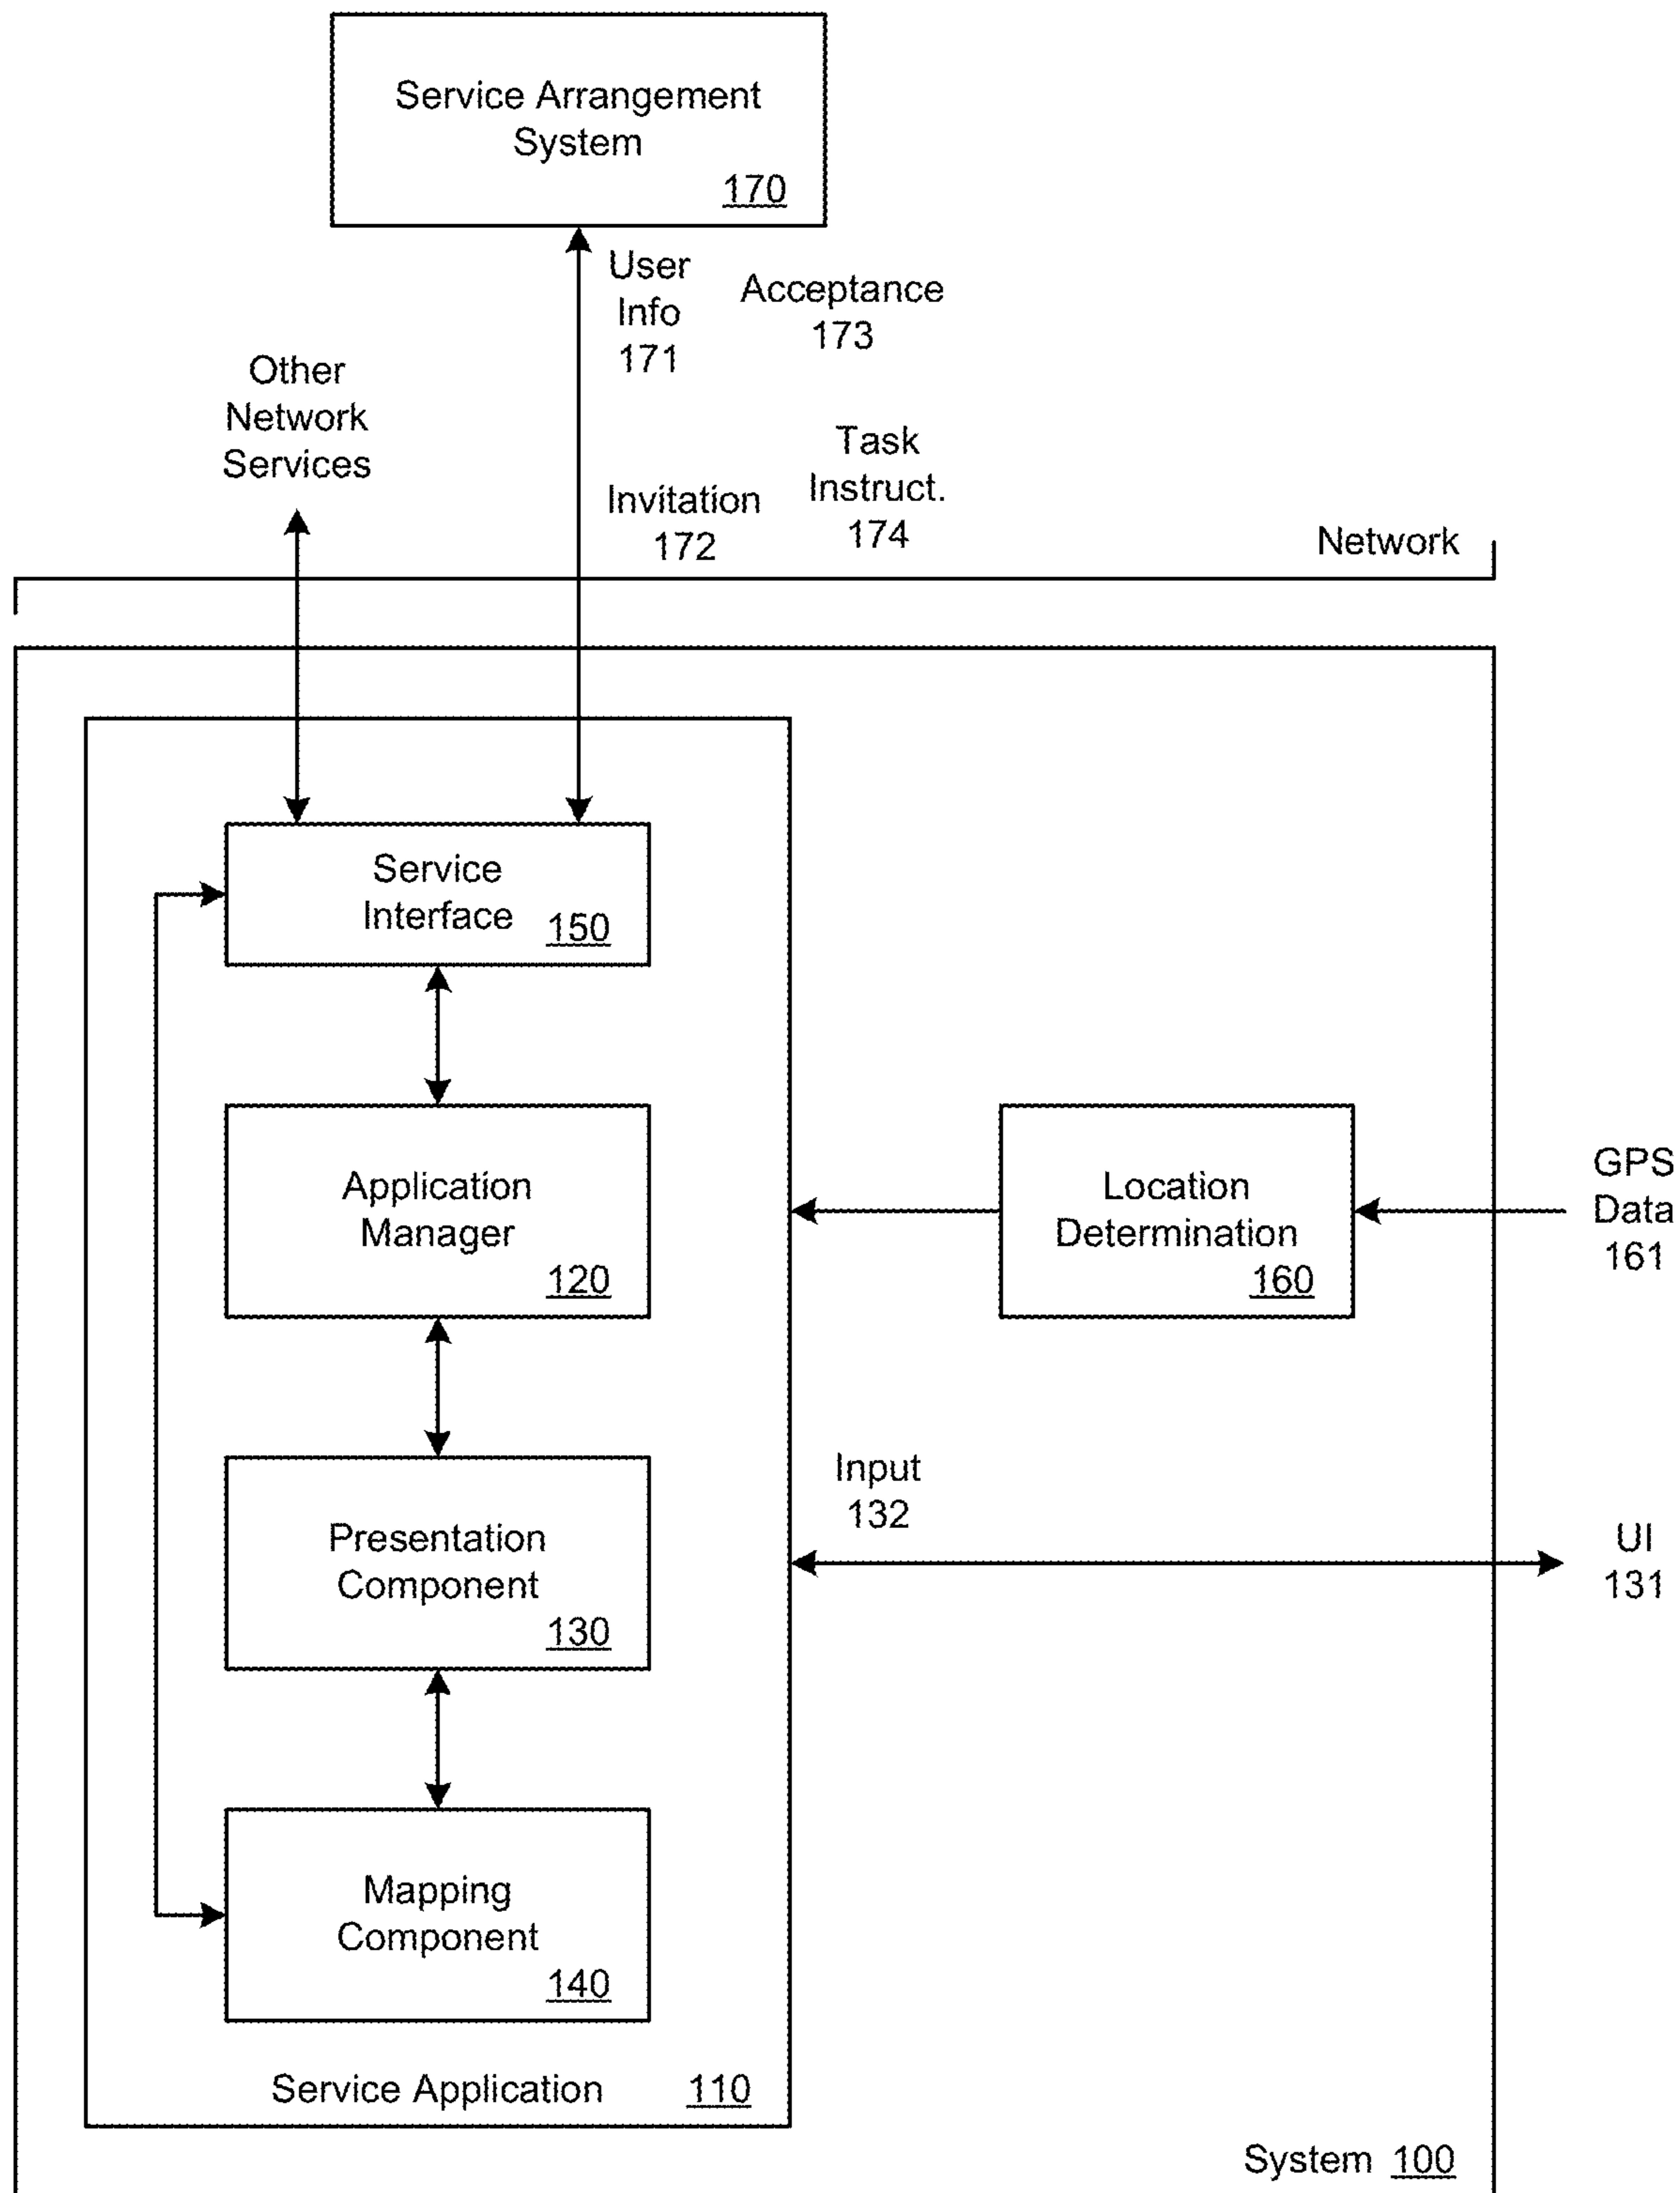 Service Arrangement
System
170
User
Info
171
Acceptance
173
Other
Network
Services
Invitation
172
Task
Instruct.
174
Network
Service
Interface
150
Application
Manager
120
Location
Determination
160
GPS
Data
161
Presentation
Component
130
Input
132
UI
131
Mapping
Component
140
Service Application 110
System 100